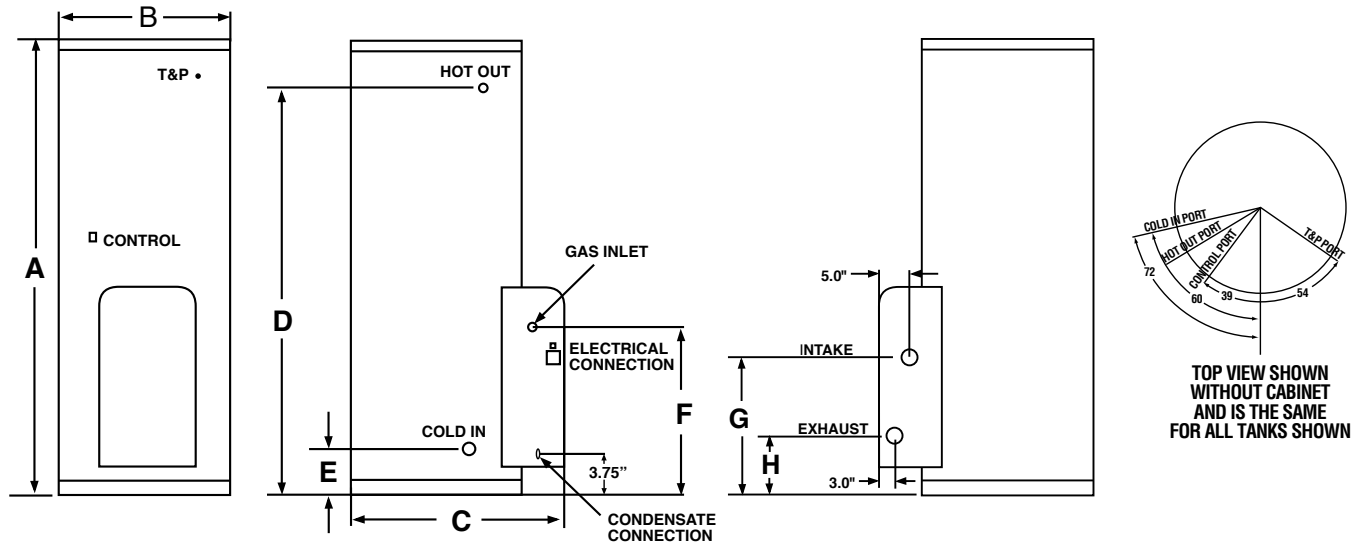 B
T&P
CONTROL
A
HOT OUT
D
GAS INLET
ELECTRICAL
CONNECTION
F
COLD IN
E
3.75”
C
CONDENSATE
CONNECTION
5.0"
INTAKE
G
EXHAUST
H
3.0"
COLD IN PORT
HOT OUT PORT
CONTROL PORT
T&P PORT
72
60
39
54
TOP VIEW SHOWN
WITHOUT CABINET
AND IS THE SAME
FOR ALL TANKS SHOWN